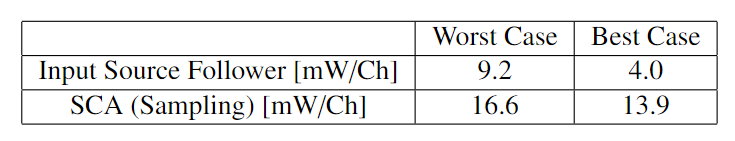 Worst Case Best Case
Input Source Follower [mW/Ch] 9.2 4.0
SCA (Sampling) [mW/Ch] 16.6 13.9